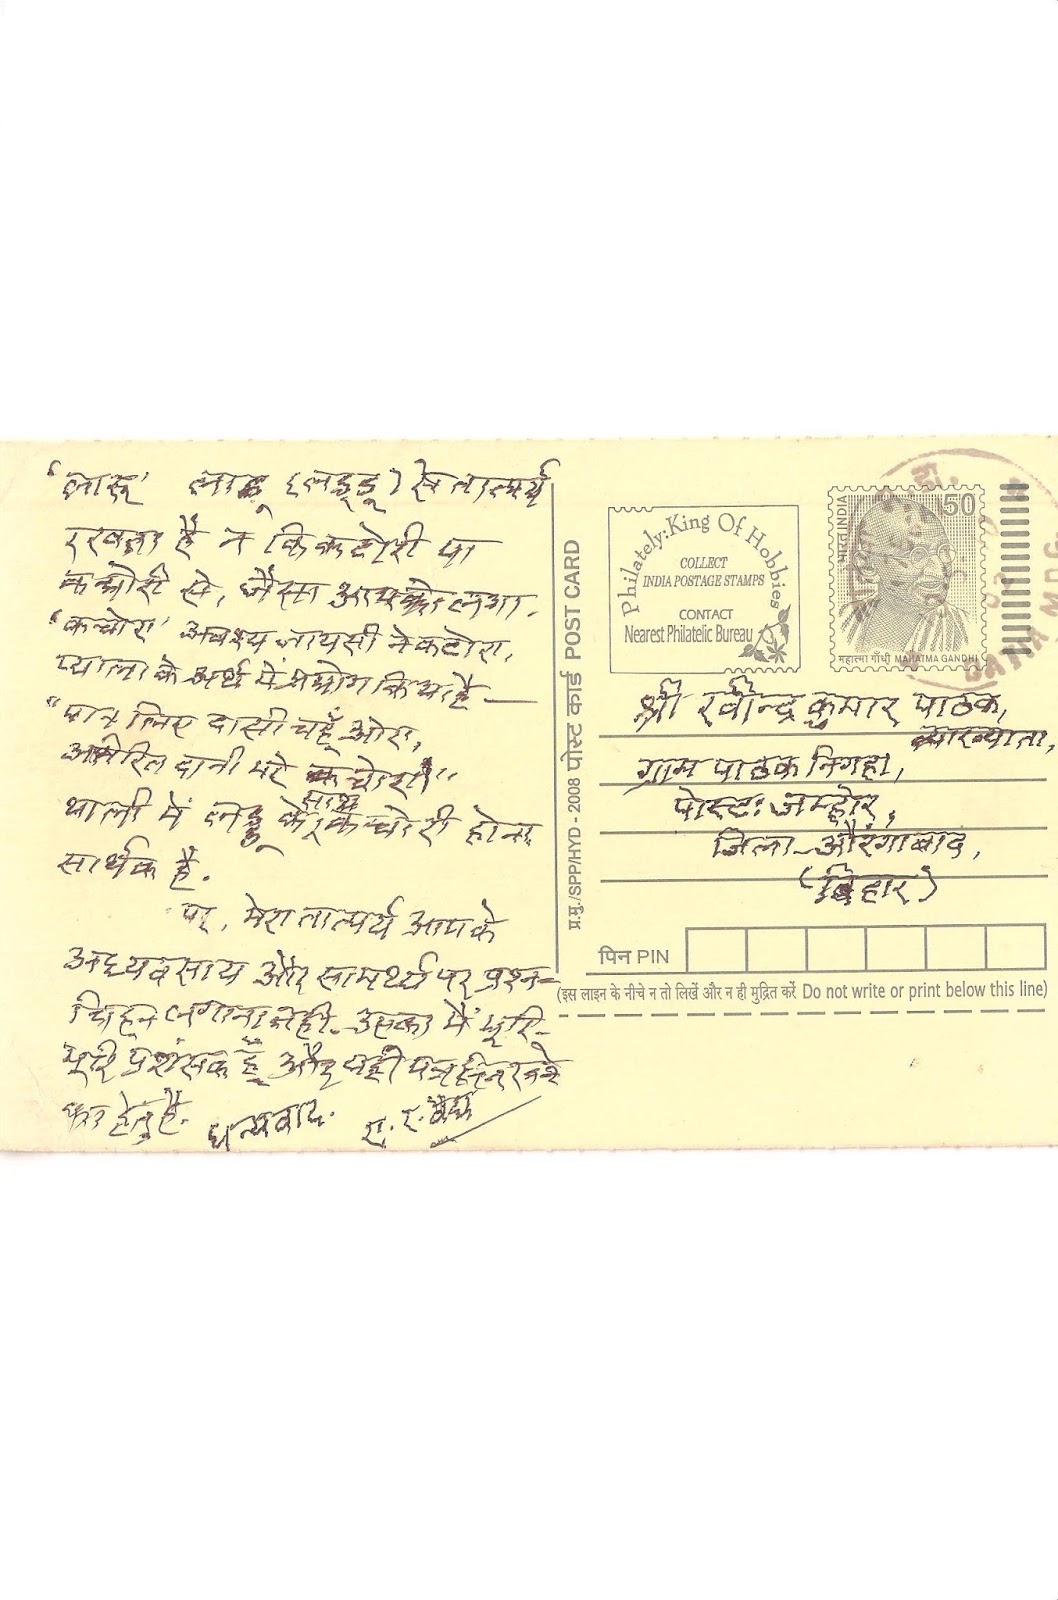 'लारू' लाडू (लड्डू) से तात्पर्य
रखता है न कि कटोरी या
कचोरी से, जैसा आपको लगा.
'कचोरा' अवश्य जायसी ने कटोरा,
प्याला के अर्थ में प्रयोग किया है —
"पान लिए दासी चहूँ ओरा,
अमिरित दानी भरे कचोरा"
थाली में लड्डू के साथ कचोरी होना
सार्थक है.
पर, मेरा तात्पर्य आपके
अध्यवसाय और सामर्थ्य पर प्रश्न-
चिह्न लगाना नहीं. उसका मैं भूरि-
भूरि प्रशंसक हूँ और यही पत्र लिखने
का हेतु है. धन्यवाद.
प्र.मु./SPP/HYD - 2008 पोस्ट कार्ड POST CARD
Philately: King Of Hobbies
COLLECT
INDIA POSTAGE STAMPS
CONTACT
Nearest Philatelic Bureau
भारत INDIA
50
महात्मा गाँधी MAHATMA GANDHI
श्री रवीन्द्र कुमार पाठक,
व्याख्याता,
ग्राम पाठक बिगहा,
पोस्ट: जम्होर,
जिला - औरंगाबाद,
(बिहार)
पिन PIN
(इस लाइन के नीचे न तो लिखें और न ही मुद्रित करें Do not write or print below this line)